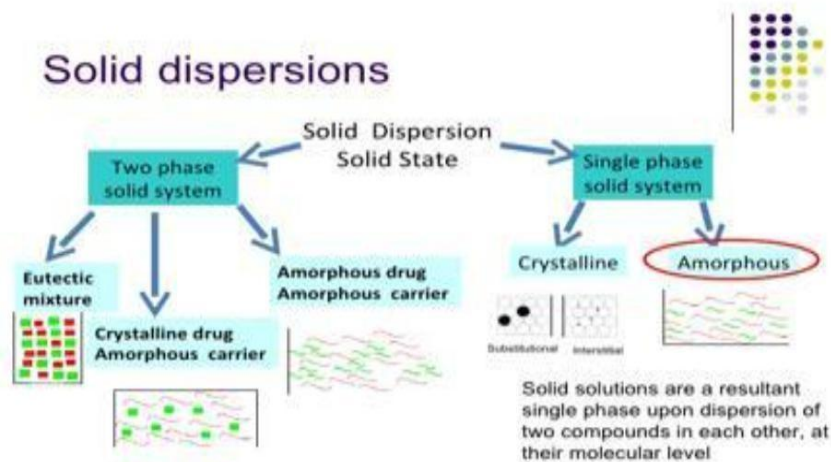 Solid dispersions
Solid Dispersion
Solid State
Two phase
solid system
Single phase
solid system
Eutectic
mixture
Crystalline drug
Amorphous carrier
Amorphous drug
Amorphous carrier
Crystalline
Amorphous
Substitutional
Interstitial
Solid solutions are a resultant
single phase upon dispersion of
two compounds in each other, at
their molecular level